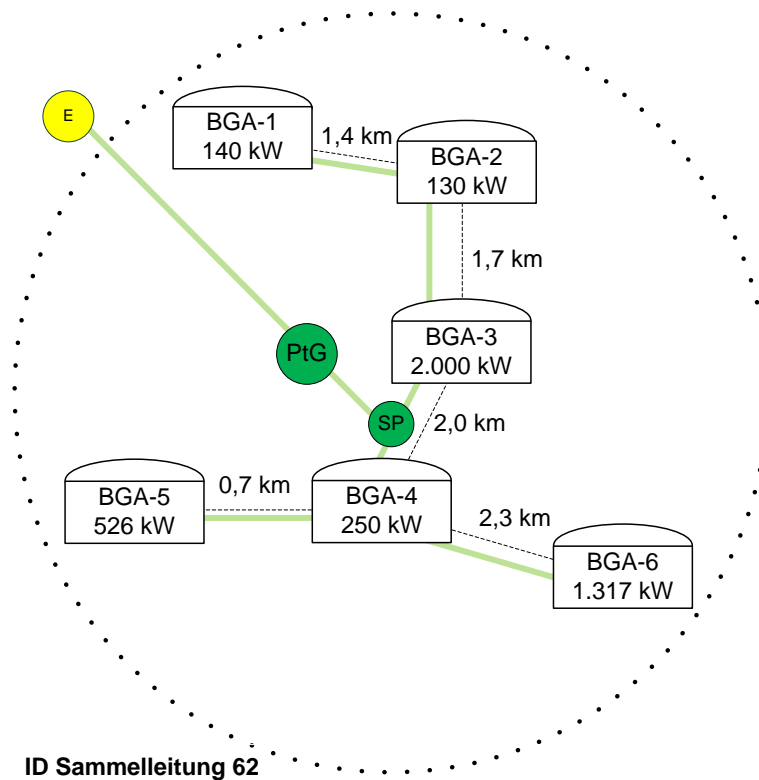 E
BGA-1
140 kW
1,4 km
BGA-2
130 kW
1,7 km
BGA-3
2.000 kW
PtG
SP
2,0 km
BGA-5
526 kW
0,7 km
BGA-4
250 kW
2,3 km
BGA-6
1.317 kW
ID Sammelleitung 62